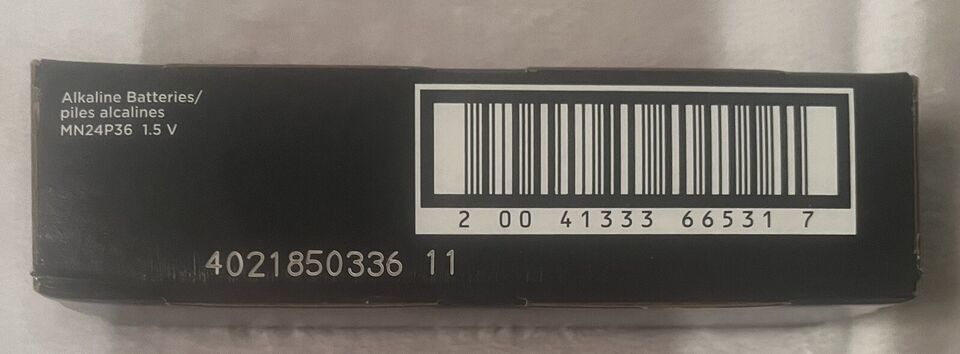 Alkaline Batteries/
piles alcalines
MN24P36 1.5 V
2 00 41333 66531 7
4021850336 11